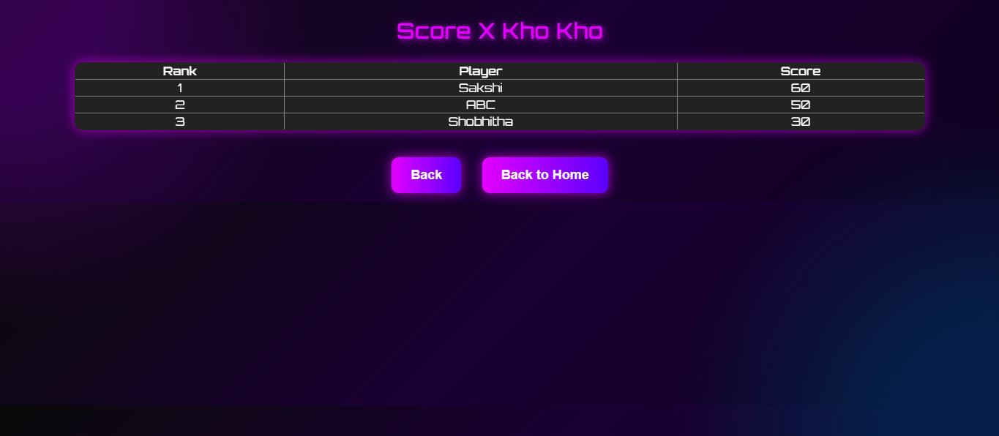 Score X Kho Kho
Rank Player Score
1 Sakshi 60
2 ABC 50
3 Shobhitha 30
Back Back to Home